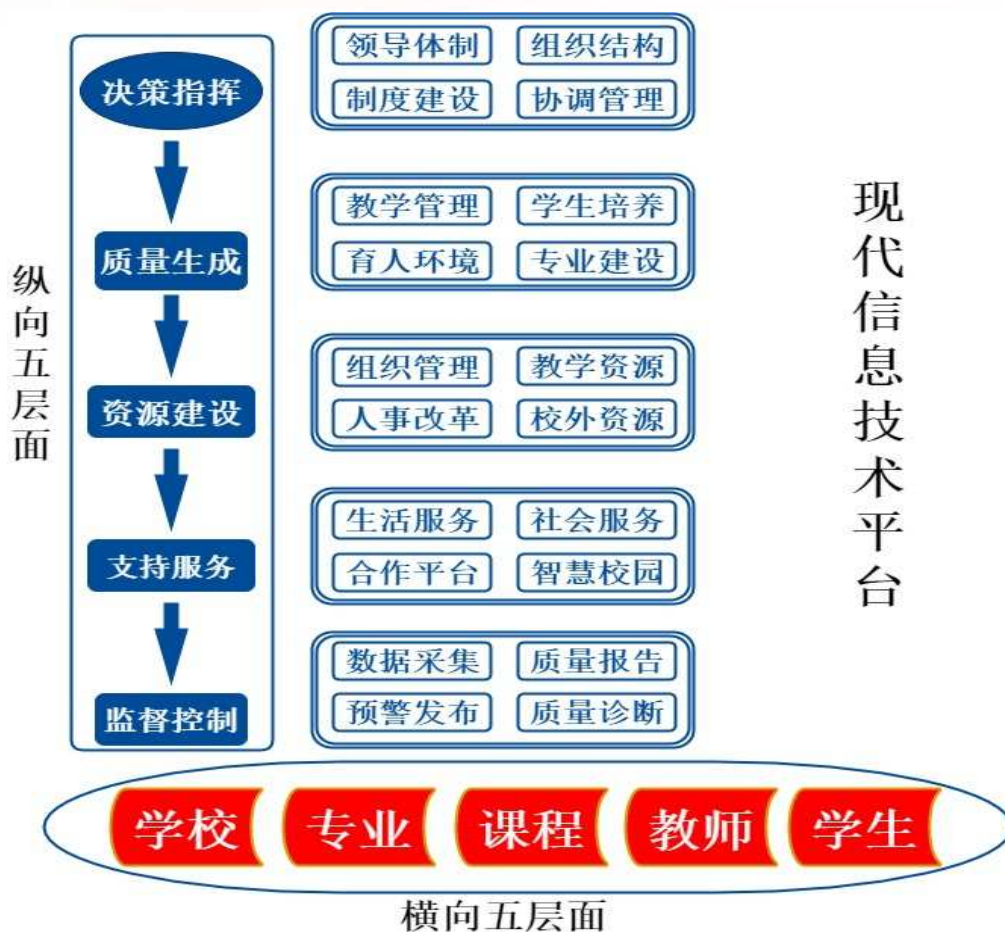 纵向五层面
决策指挥
质量生成
资源建设
支持服务
监督控制
领导体制 组织结构
制度建设 协调管理
教学管理 学生培养
育人环境 专业建设
组织管理 教学资源
人事改革 校外资源
生活服务 社会服务
合作平台 智慧校园
数据采集 质量报告
预警发布 质量诊断
现代信息技术平台
学校 专业 课程 教师 学生
横向五层面